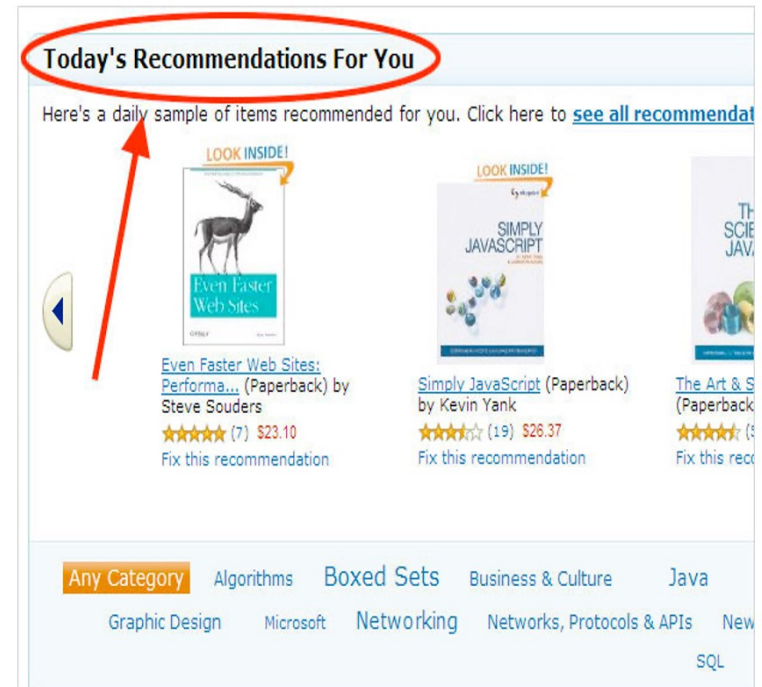 Today's Recommendations For You
Here's a daily sample of items recommended for you. Click here to see all recommendat
LOOK INSIDE!
LOOK INSIDE!
SIMPLY
JAVASCRIPT
Even Faster
Web Sites
O'REILLY
Even Faster Web Sites:
Performa... (Paperback) by
Steve Souders
(7) $23.10
Fix this recommendation
Simply JavaScript (Paperback)
by Kevin Yank
(19) $26.37
Fix this recommendation
TH
SCIE
JAV
The Art & S
(Paperback
(5
Fix this reco
Any Category Algorithms Boxed Sets Business & Culture Java
Graphic Design Microsoft Networking Networks, Protocols & APIs New
SQL